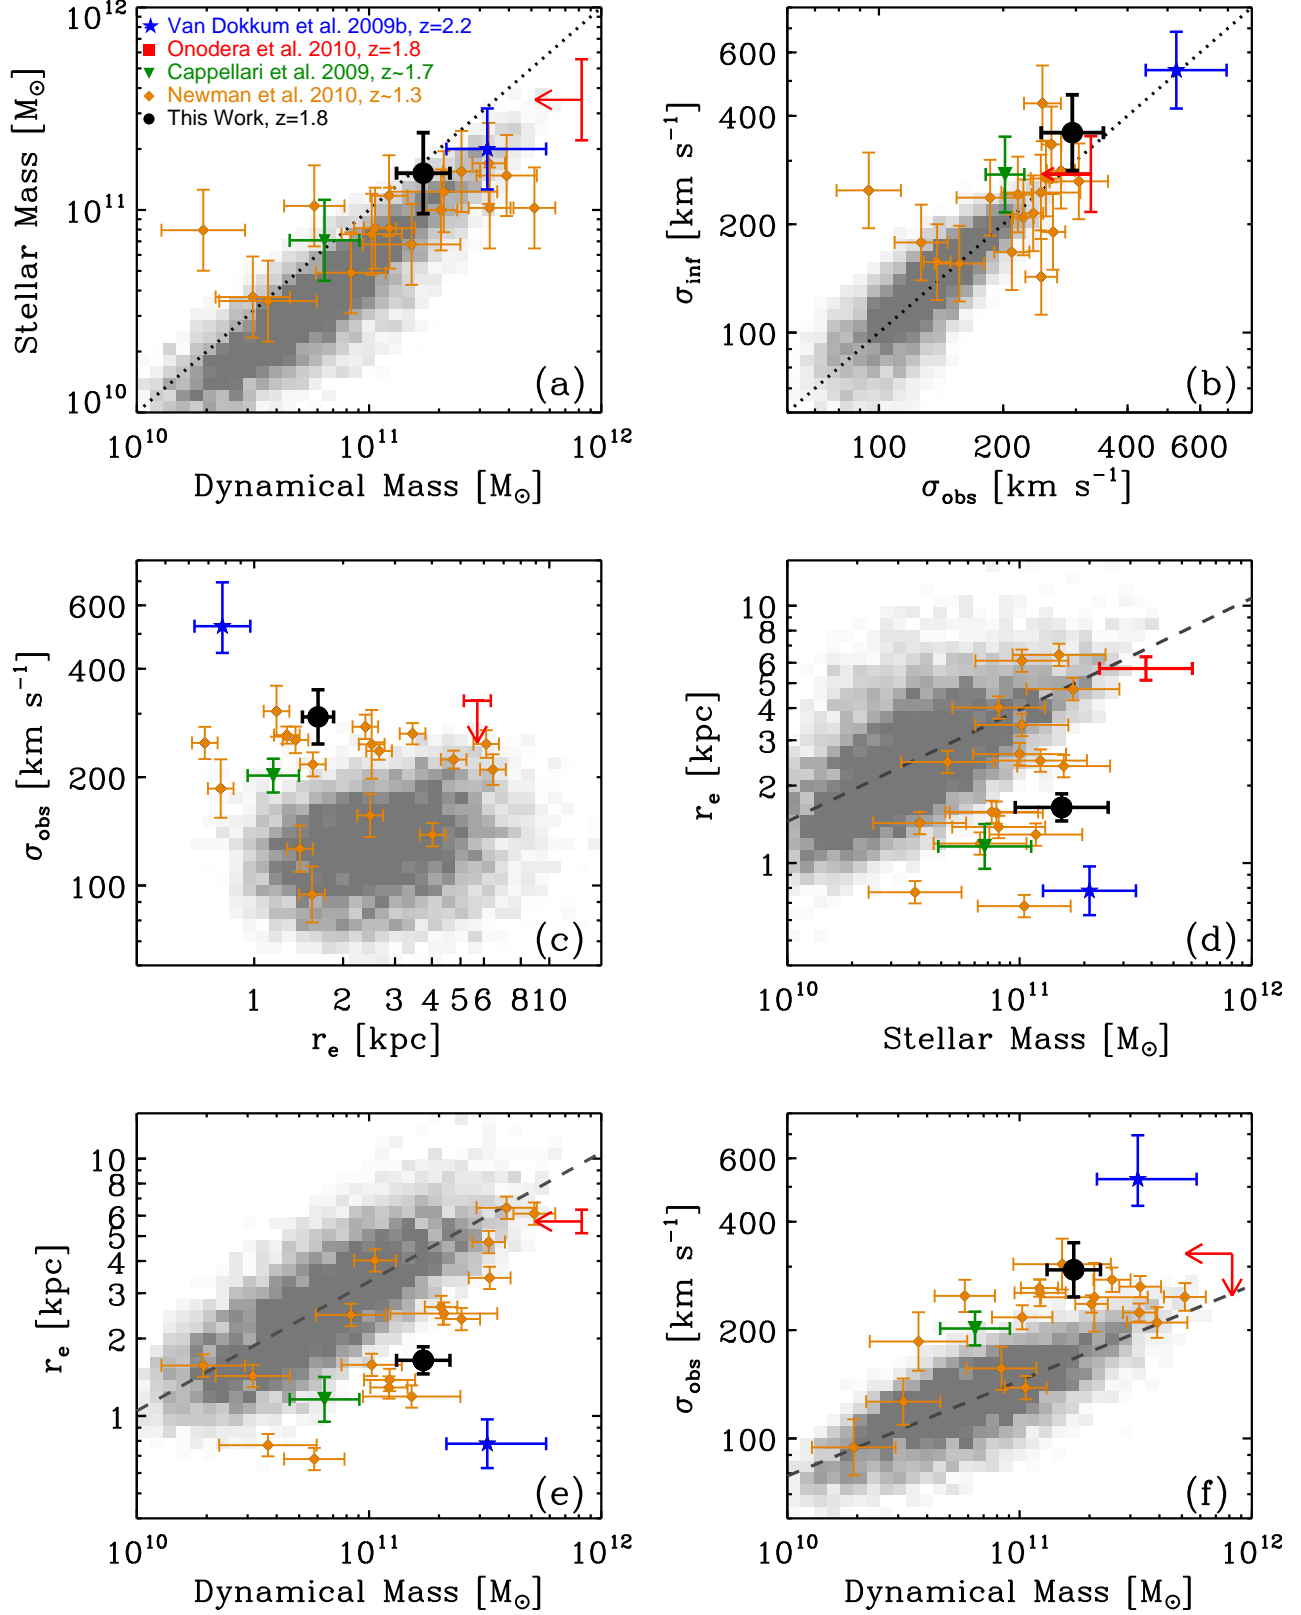 10^12
★ Van Dokkum et al. 2009b, z=2.2
■ Onodera et al. 2010, z=1.8
▼ Cappellari et al. 2009, z~1.7
◆ Newman et al. 2010, z~1.3
● This Work, z=1.8
10^11
10^10
Stellar Mass [M⊙]
(a)
10^10 10^11 10^12
Dynamical Mass [M⊙]
600
400
200
100
σinf [km s−1]
(b)
100 200 400 600
σobs [km s−1]
600
400
200
100
σobs [km s−1]
(c)
1 2 3 4 5 6 8 10
re [kpc]
10
8
6
5
4
3
2
1
re [kpc]
(d)
10^10 10^11 10^12
Stellar Mass [M⊙]
10
8
6
5
4
3
2
1
re [kpc]
(e)
10^10 10^11 10^12
Dynamical Mass [M⊙]
600
400
200
100
σobs [km s−1]
(f)
10^10 10^11 10^12
Dynamical Mass [M⊙]